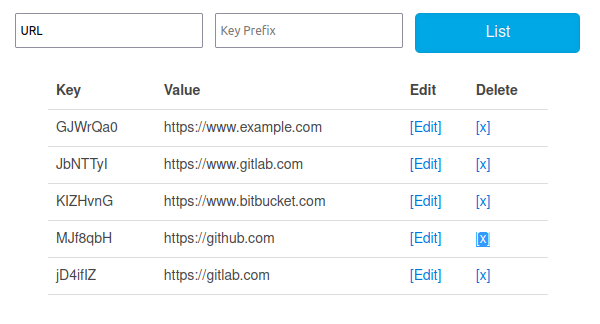 URL Key Prefix List
Key Value Edit Delete
GJWrQa0 https://www.example.com [Edit] [x]
JbNTTyI https://www.gitlab.com [Edit] [x]
KIZHvnG https://www.bitbucket.com [Edit] [x]
MJf8qbH https://github.com [Edit] [x]
jD4ifIZ https://gitlab.com [Edit] [x]